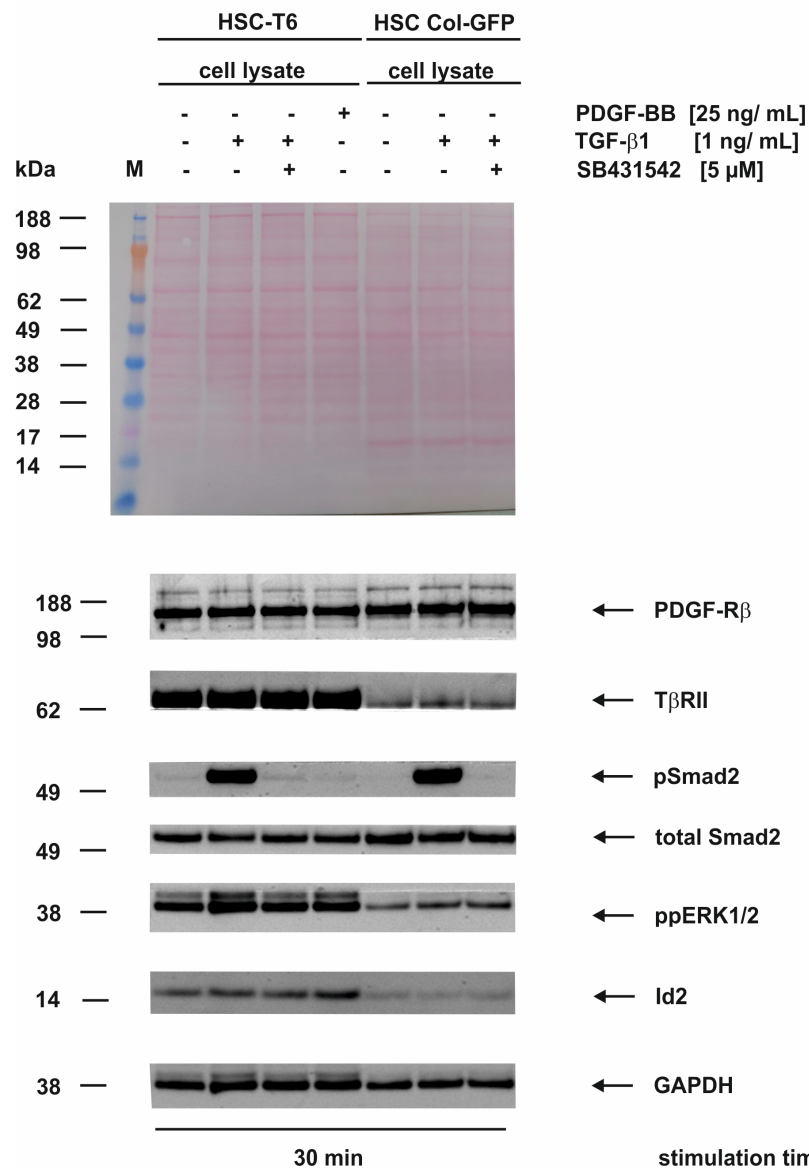 HSC-T6 HSC Col-GFP
cell lysate cell lysate
- - - + - - - PDGF-BB [25 ng/ mL]
- + + - - + + TGF-β1 [1 ng/ mL]
kDa M - - + - - - + SB431542 [5 µM]
188
98
62
49
38
28
17
14
188
PDGF-Rβ
98
TβRII
62
pSmad2
49
total Smad2
49
38 ppERK1/2
14 Id2
38 GAPDH
30 min stimulation tim